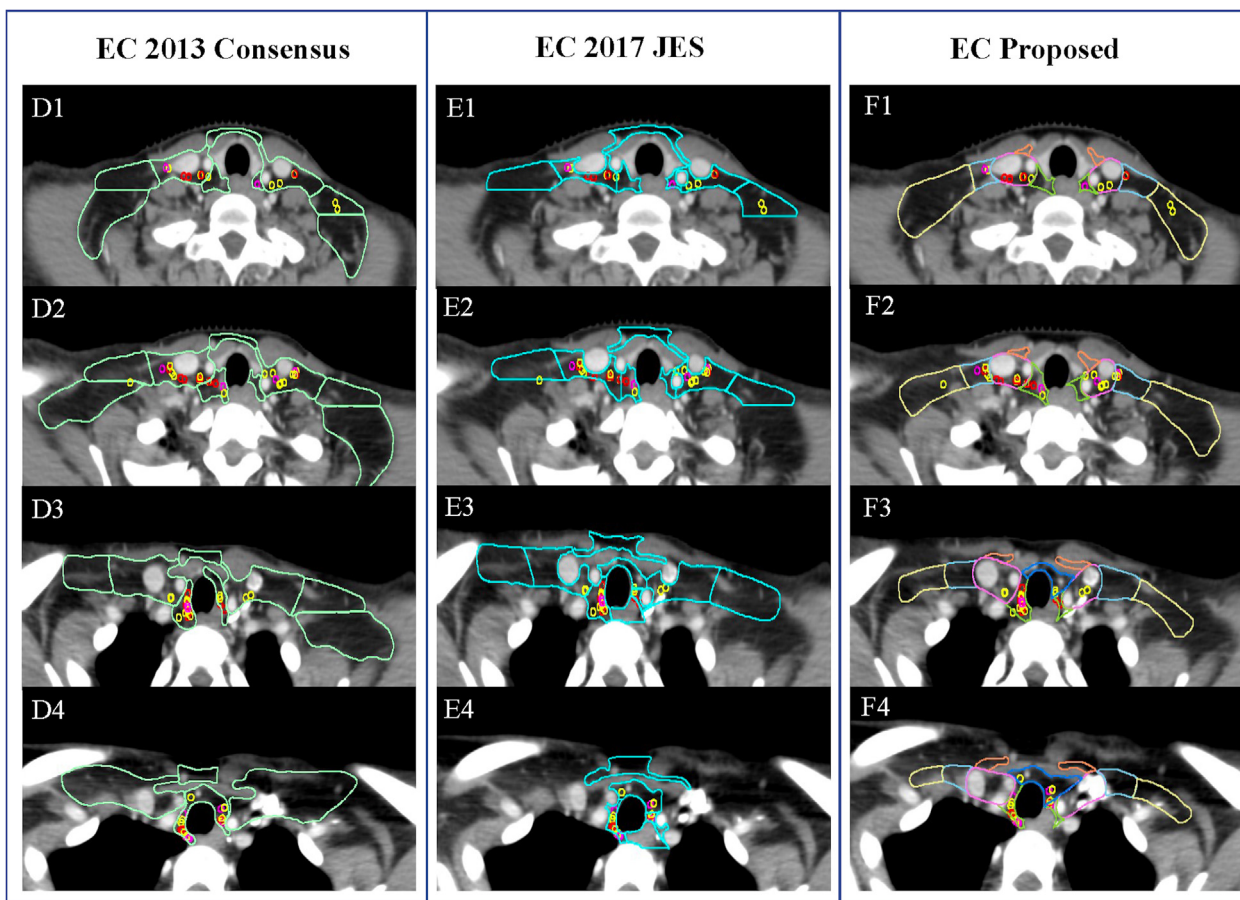 EC 2013 Consensus
EC 2017 JES
EC Proposed
D1
E1
F1
D2
E2
F2
D3
E3
F3
D4
E4
F4